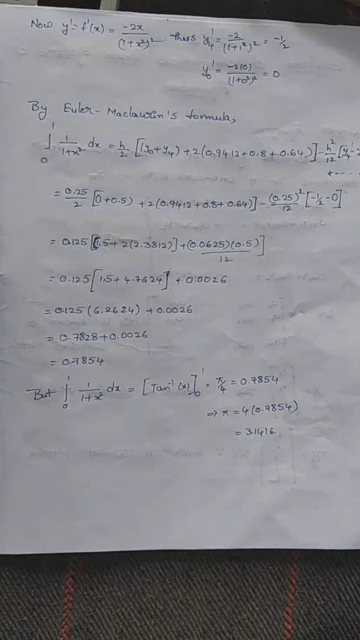 Now y' = f'(x) = -2x/(1+x²)², thus y₄' = -2/(1+1²)² = -1/2
y₀' = -2(0)/(1+0²)² = 0
By Euler-Maclaurin's formula,
∫₀¹ 1/(1+x²) dx = h/2 [(y₀+y₄) + 2(0.9412+0.8+0.64)] - h²/12 [y₄'-
= 0.25/2 [(1+0.5) + 2(0.9412+0.8+0.64)] - (0.25)²/12 [-1/2-0]
= 0.125 [1.5+2(2.3812)] + (0.0625)(0.5)/12]
= 0.125 [1.5+4.7624] + 0.0026
= 0.125 (6.2624) + 0.0026
= 0.7828+0.0026
= 0.7854
But ∫₀¹ 1/(1+x²) dx = [Tan⁻¹(x)]₀¹ = π/4 = 0.7854
⇒ π = 4(0.7854)
= 3.1416